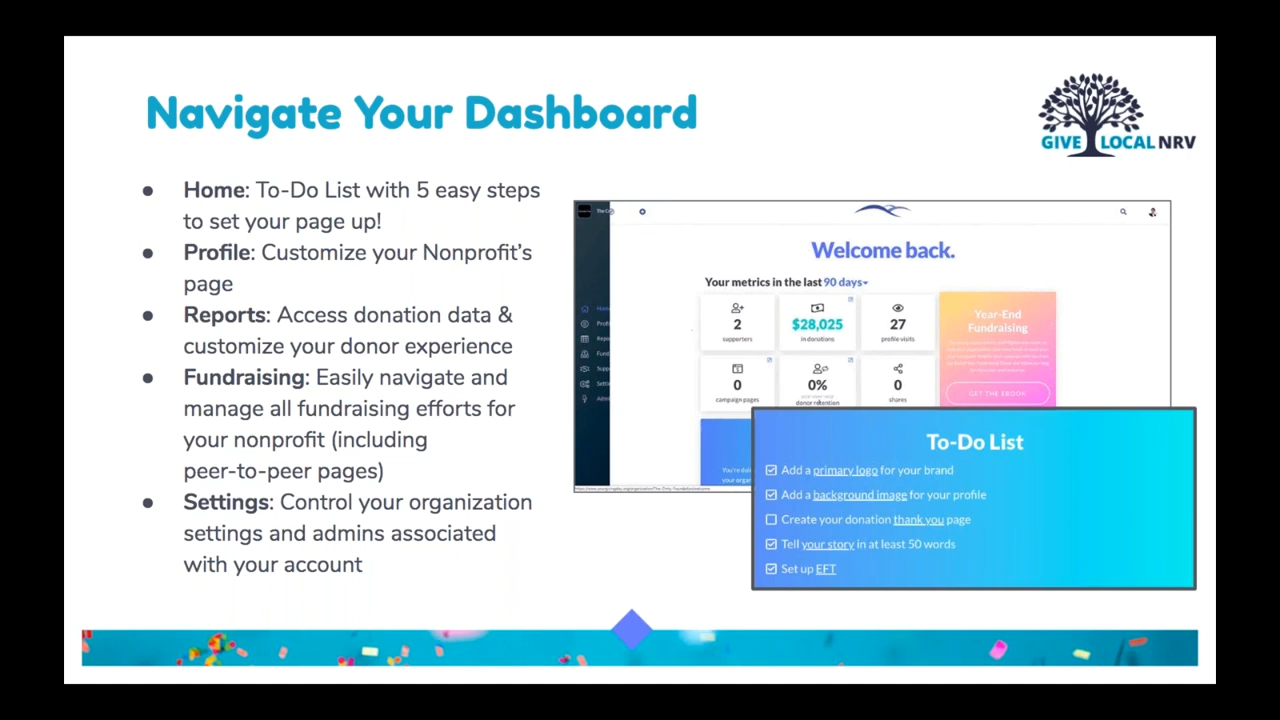 Navigate Your Dashboard
GIVE LOCAL NRV
● Home: To-Do List with 5 easy steps
to set your page up!
● Profile: Customize your Nonprofit's
page
● Reports: Access donation data &
customize your donor experience
● Fundraising: Easily navigate and
manage all fundraising efforts for
your nonprofit (including
peer-to-peer pages)
● Settings: Control your organization
settings and admins associated
with your account
Welcome back.
Your metrics in the last 90 days
2
supporters
$28,025
in donations
27
profile visits
0
campaign pages
0%
donor retention
0
shares
Year-End
Fundraising
GET THE EBOOK
You're doi
your organ
To-Do List
Add a primary logo for your brand
Add a background image for your profile
Create your donation thank you page
Tell your story in at least 50 words
Set up EFT